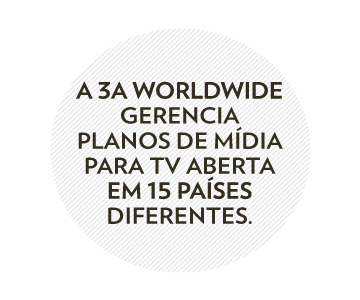 A 3A WORLDWIDE
GERENCIA
PLANOS DE MÍDIA
PARA TV ABERTA
EM 15 PAÍSES
DIFERENTES.